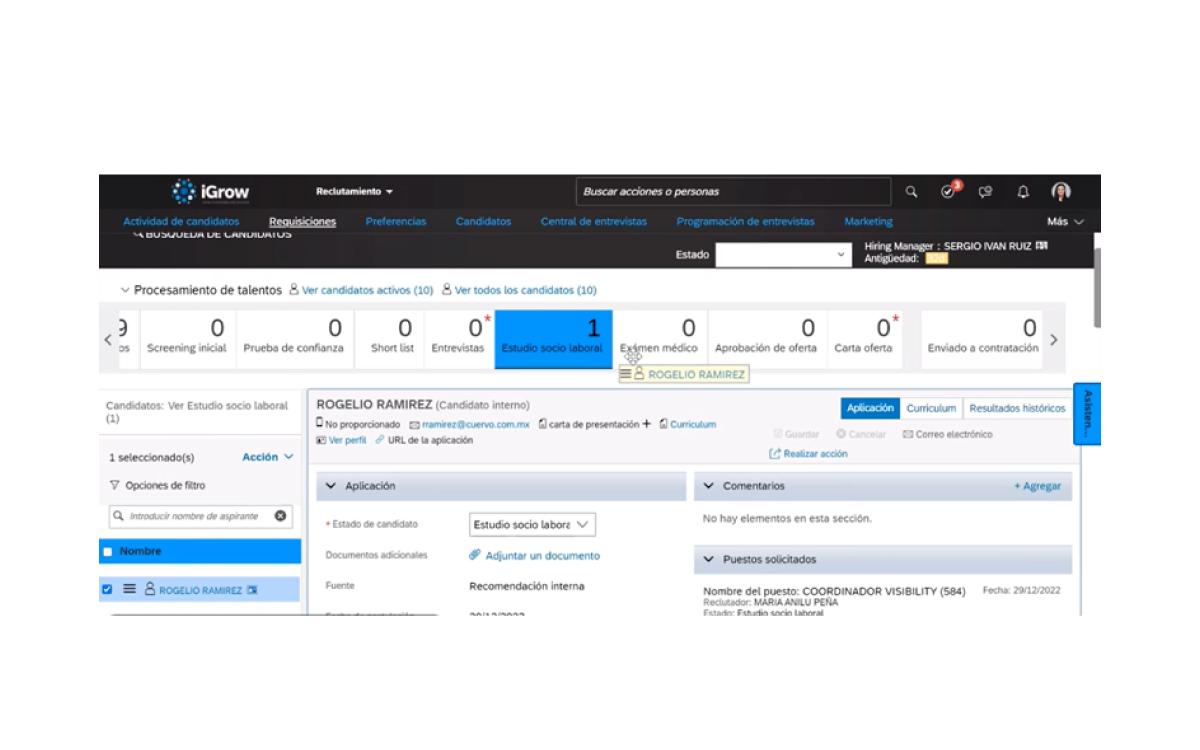 iGrow Reclutamiento Buscar acciones o personas 3
Actividad de candidatos Requisiciones Preferencias Candidatos Central de entrevistas Programación de entrevistas Marketing Más
BÚSQUEDA DE CANDIDATOS
Estado Hiring Manager : SERGIO IVAN RUIZ
Antigüedad:
Procesamiento de talentos Ver candidatos activos (10) Ver todos los candidatos (10)
9 0 0 0 0* 1 0 0 0* 0
os Screening inicial Prueba de confianza Short list Entrevistas Estudio socio laboral Exámen médico Aprobación de oferta Carta oferta Enviado a contratación
ROGELIO RAMIREZ
Asisten...
Candidatos: Ver Estudio socio laboral
(1)
1 seleccionado(s) Acción
Opciones de filtro
Introducir nombre de aspirante
Nombre
ROGELIO RAMIREZ
ROGELIO RAMIREZ (Candidato interno)
No proporcionado rramirez@cuervo.com.mx carta de presentación + Curriculum
Ver perfil URL de la aplicación
Aplicación Curriculum Resultados históricos
Guardar Cancelar Correo electrónico
Realizar acción
Aplicación
* Estado de candidato Estudio socio labora
Documentos adicionales Adjuntar un documento
Fuente Recomendación interna
29/12/2022
Comentarios + Agregar
No hay elementos en esta sección.
Puestos solicitados
Nombre del puesto: COORDINADOR VISIBILITY (584) Fecha: 29/12/2022
Reclutador: MARIA ANILU PEÑA
Estado: Estudio socio laboral